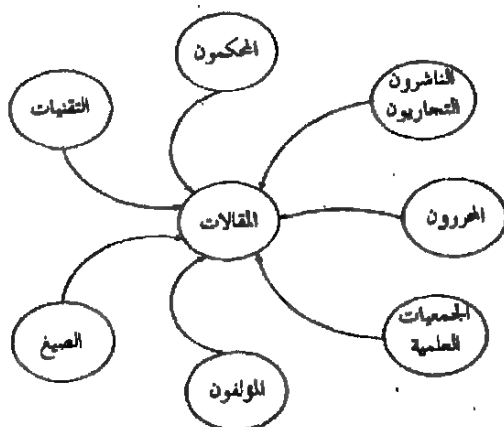 المحكمون
الناشرون
التجاريون
التقنيات
المقالات
المحررون
الجمعيات
العلمية
الصيغ
المؤلفون